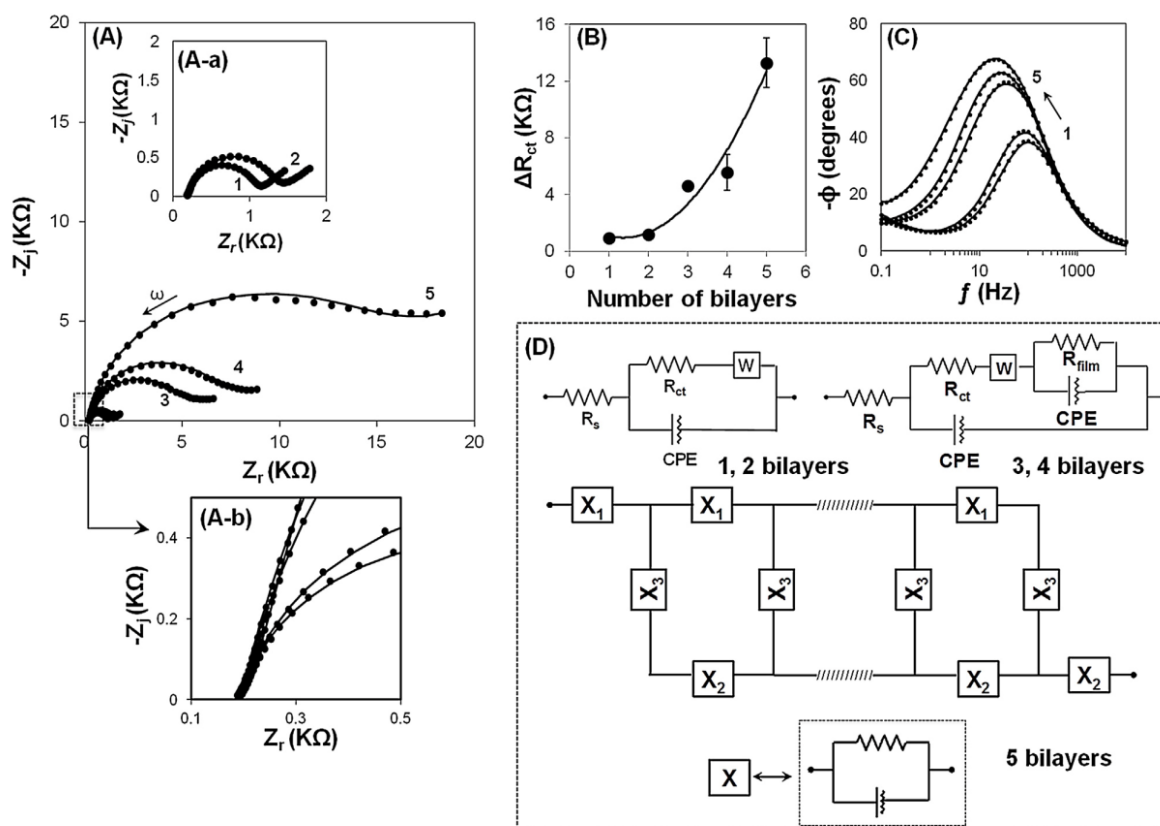 (A)
20
15
10
5
0
-Zj(KΩ)
0 5 10 15 20
Zr (KΩ)
ω
5
4
3
(A-a)
2
1.5
1
0.5
0
-Zj(KΩ)
2
1
0 1 2
Zr(KΩ)
(A-b)
0.4
0.2
0
-Zj(KΩ)
0.1 0.3 0.5
Zr(KΩ)
(B)
16
12
8
4
0
ΔRct (KΩ)
0 1 2 3 4 5 6
Number of bilayers
(C)
80
60
40
20
0
-ϕ (degrees)
5
1
0.1 10 1000
f (Hz)
(D)
Rs
Rct
W
CPE
1, 2 bilayers
Rs
Rct
W
Rfilm
CPE
CPE
3, 4 bilayers
X1 X1 X1
X3 X3 X3 X3
X2 X2 X2
X
5 bilayers